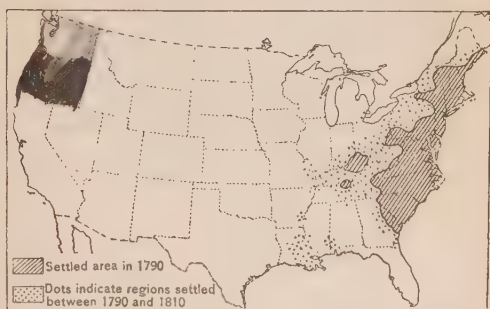 Settled area in 1790
Dots indicate regions settled
between 1790 and 1810